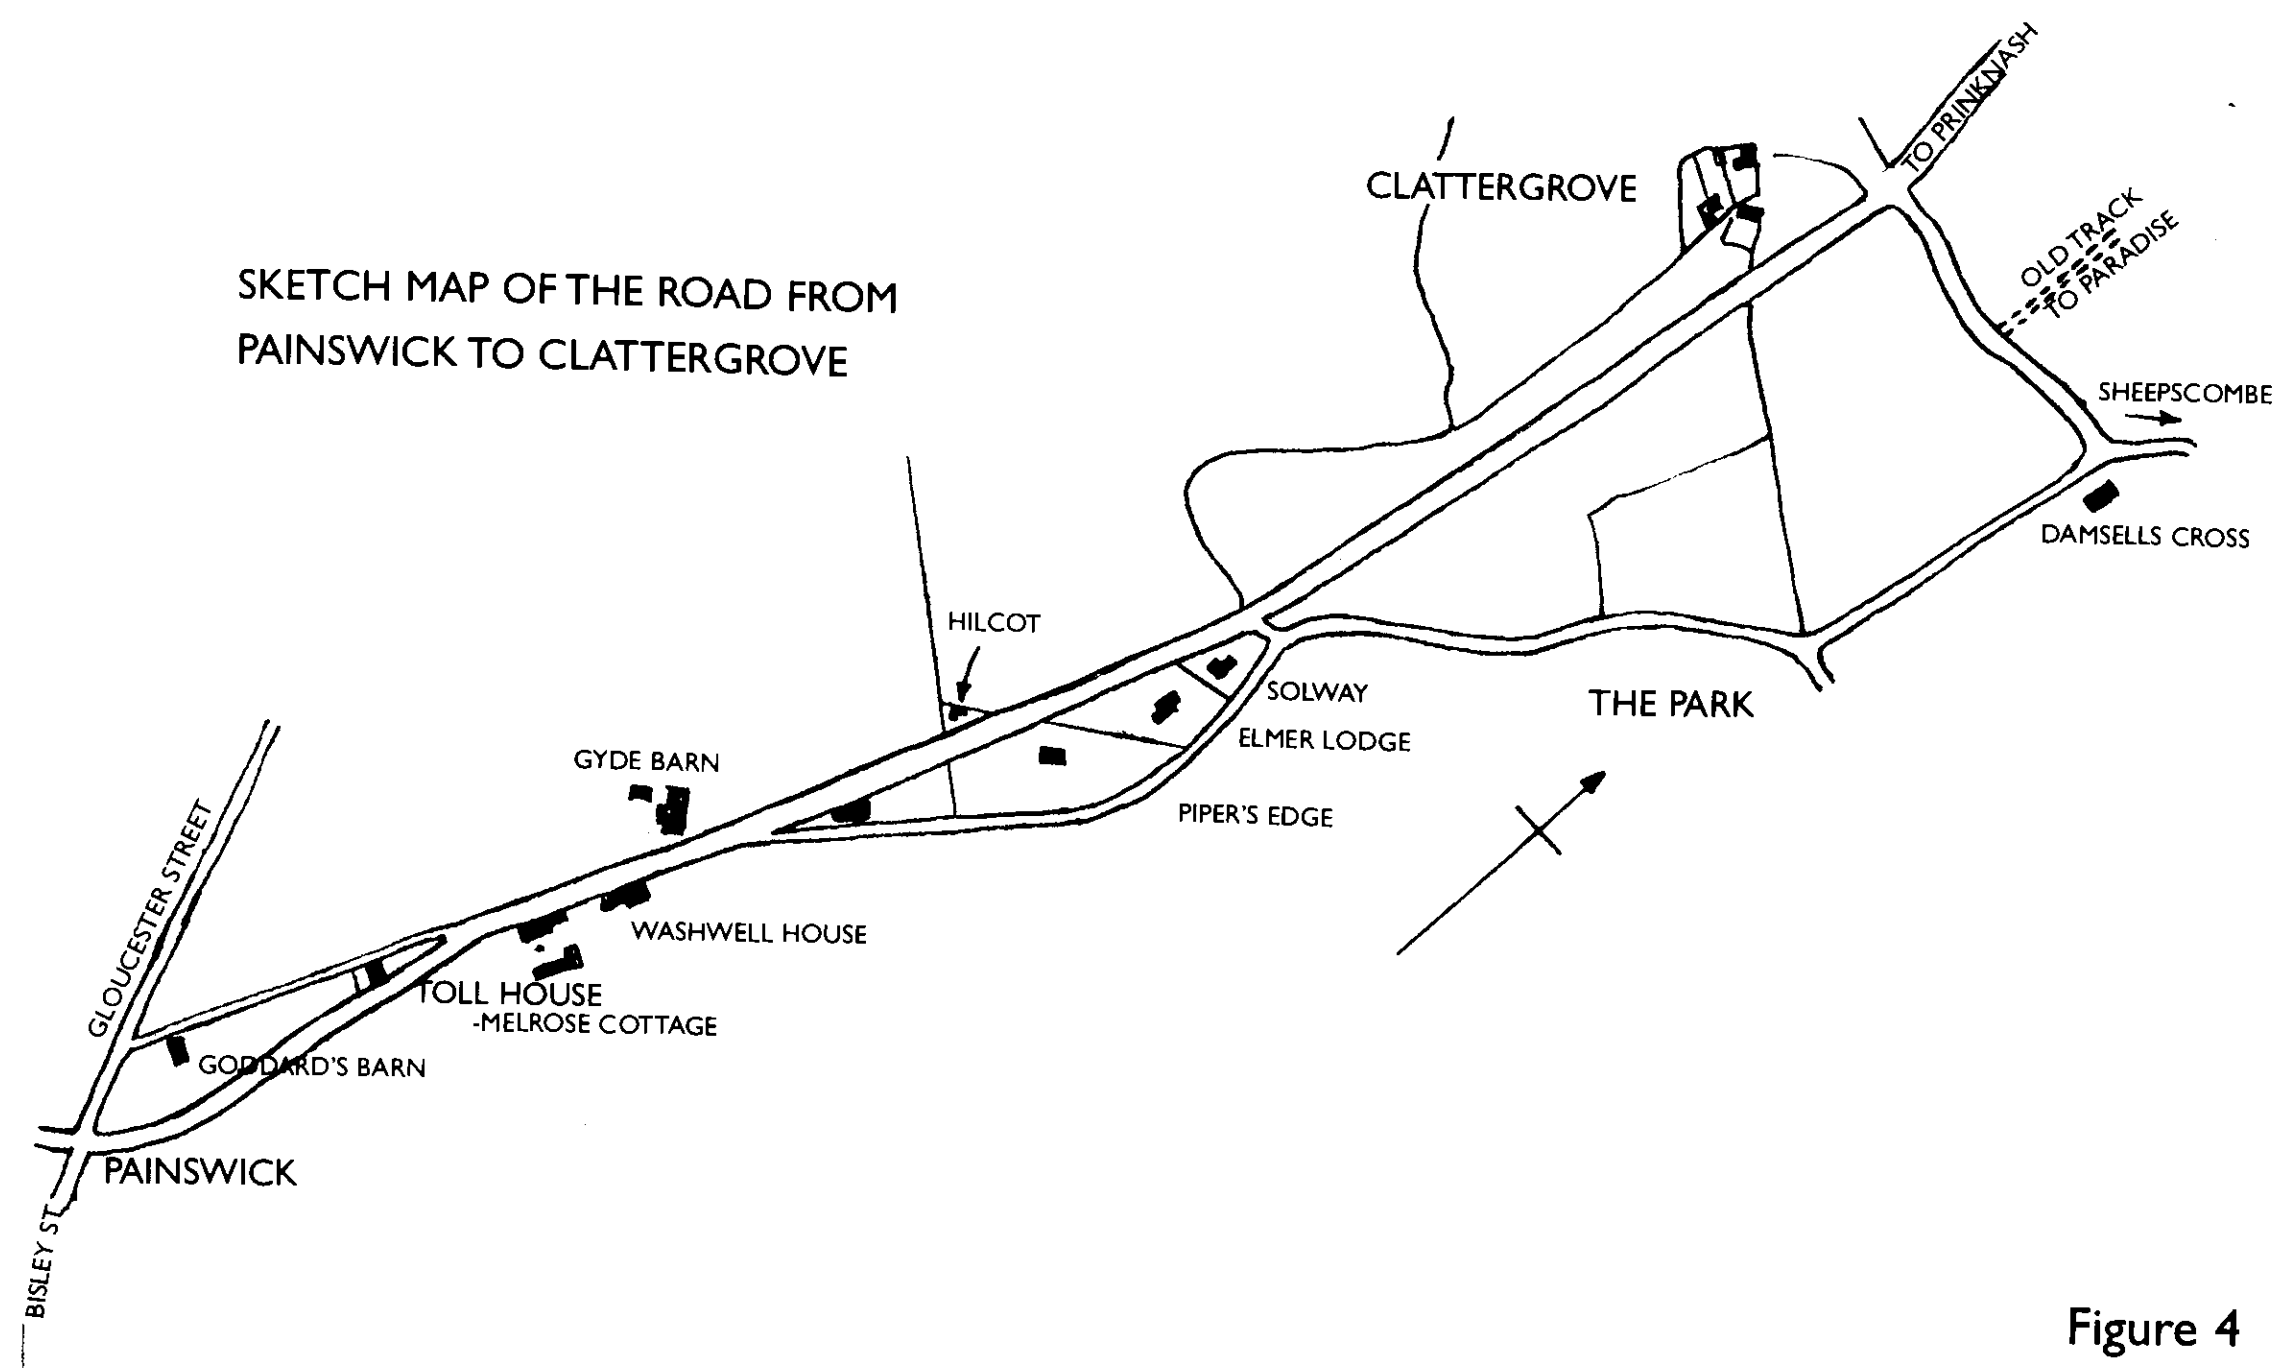 SKETCH MAP OF THE ROAD FROM
PAINSWICK TO CLATTERGROVE
CLATTERGROVE
TO PRINKNASH
OLD TRACK
TO PARADISE
SHEEPSCOMBE
DAMSELLS CROSS
HILCOT
SOLWAY
THE PARK
ELMER LODGE
GYDE BARN
PIPER'S EDGE
GLOUCESTER STREET
WASHWELL HOUSE
TOLL HOUSE
-MELROSE COTTAGE
GODDARD'S BARN
PAINSWICK
BISLEY ST
Figure 4